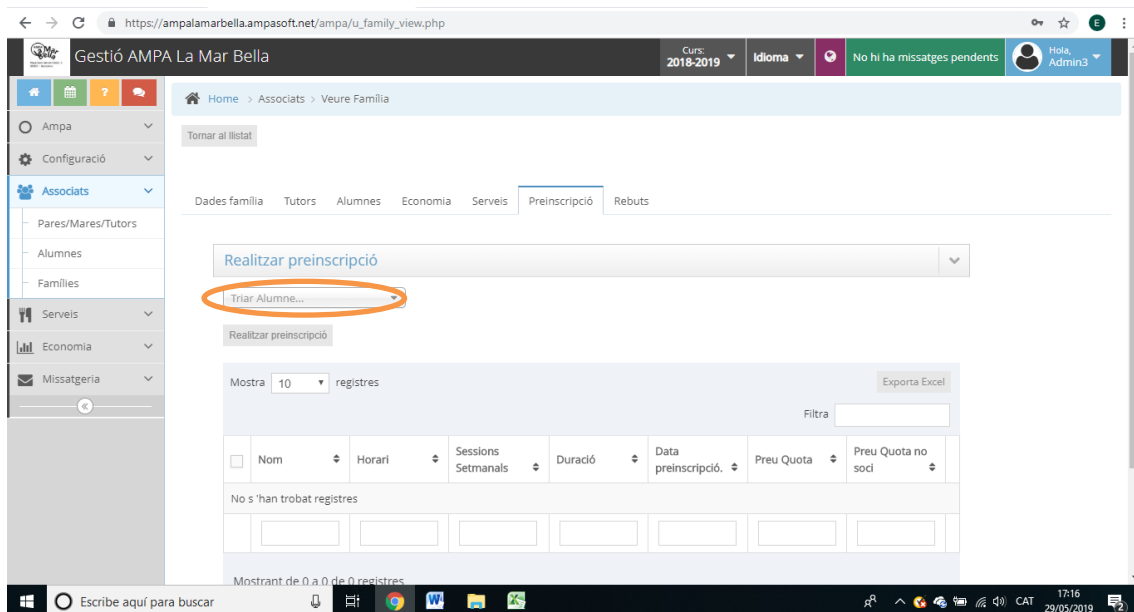 https://ampalamarbella.ampasoft.net/ampa/u_family_view.php
E
Gestió AMPA La Mar Bella
Curs:
2018-2019
Idioma
No hi ha missatges pendents
Hola,
Admin3
Home > Associats > Veure Família
Ampa
Configuració
Associats
Pares/Mares/Tutors
Alumnes
Famílies
Serveis
Economia
Missatgeria
Tornar al llistat
Dades família Tutors Alumnes Economia Serveis Preinscripció Rebuts
Realitzar preinscripció
Triar Alumne...
Realitzar preinscripció
Mostra 10 registres
Exporta Excel
Filtra
Nom Horari Sessions Setmanals Duració Data preinscripció. Preu Quota Preu Quota no soci
No s 'han trobat registres
Mostrant de 0 a 0 de 0 registres
Escribe aquí para buscar
CAT
17:16
29/05/2019